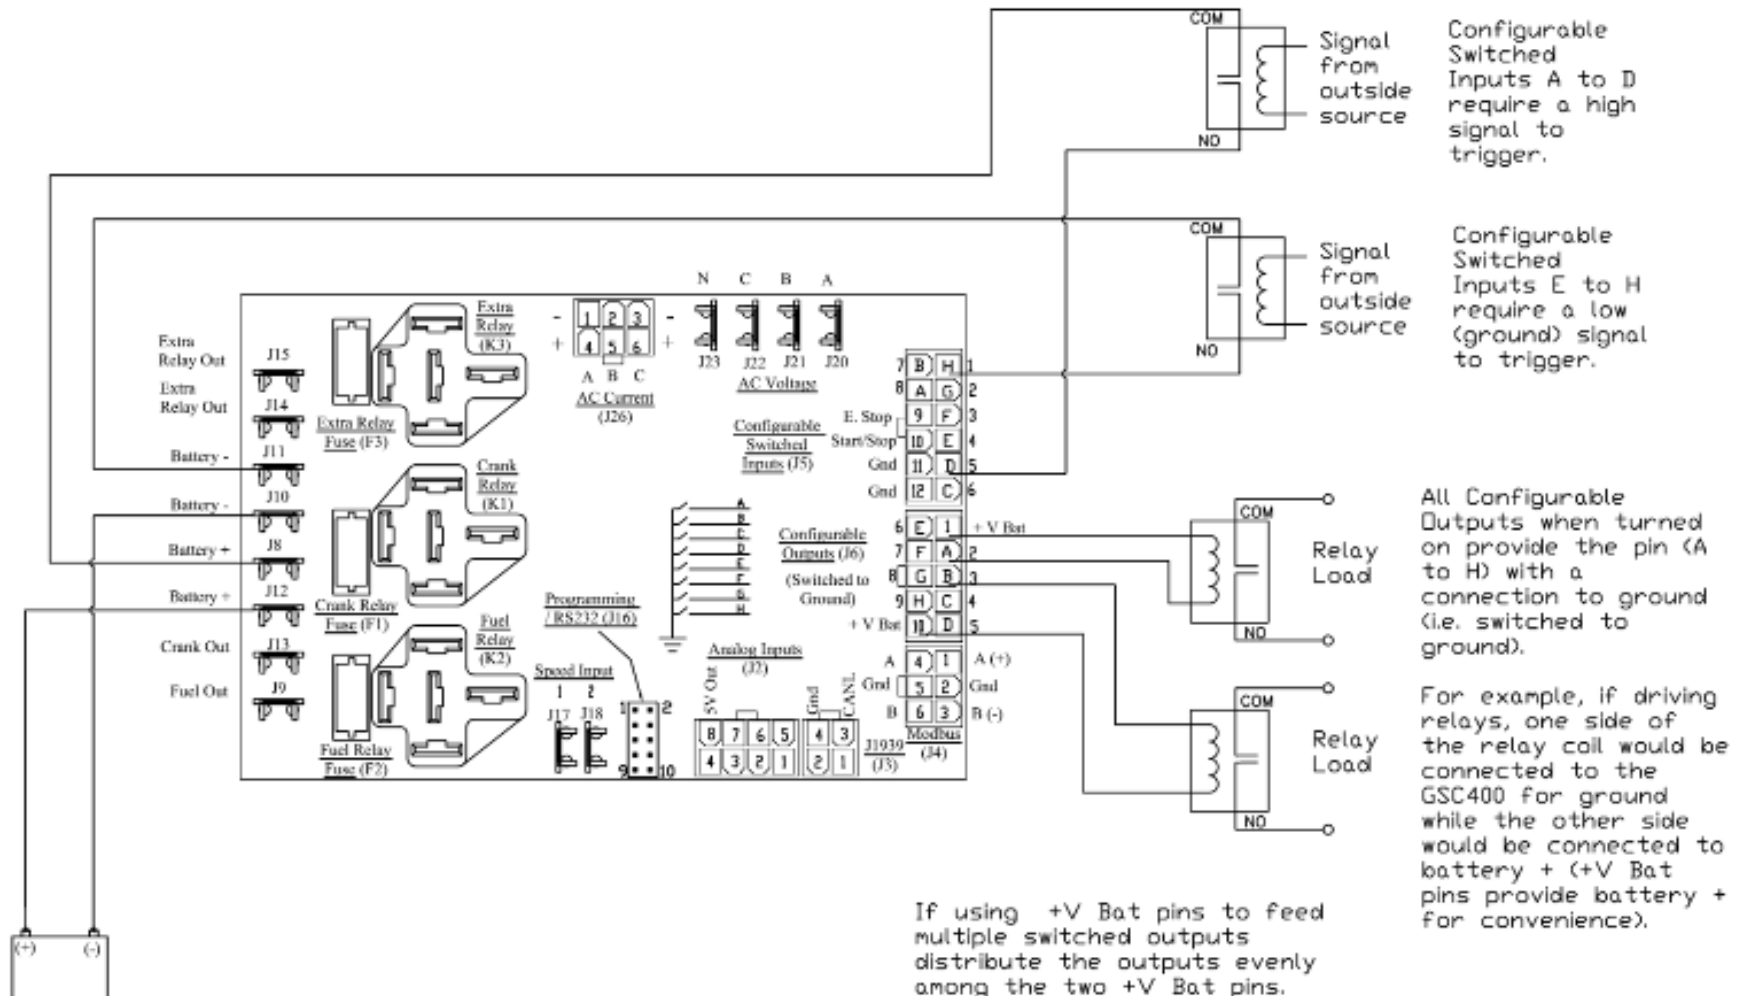 COM
NO
Signal
from
outside
source
Configurable
Switched
Inputs A to D
require a high
signal to
trigger.
COM
NO
Signal
from
outside
source
Configurable
Switched
Inputs E to H
require a low
(ground) signal
to trigger.
Extra
Relay Out
J15
Extra
Relay Out
J14
Battery -
J11
Battery -
J10
Battery +
J8
Battery +
J12
Crank Out
J13
Fuel Out
J9
Extra
Relay
(K3)
Extra Relay
Fuse (F3)
Crank
Relay
(K1)
Crank Relay
Fuse (F1)
Fuel
Relay
(K2)
Fuel Relay
Fuse (F2)
- 1 2 3 -
+ 4 5 6 +
A B C
AC Current
(J26)
N C B A
J23 J22 J21 J20
AC Voltage
Configurable
Switched
Inputs (J5)
7 B H 1
8 A G 2
E. Stop 9 F 3
Start/Stop 10 E 4
Gnd 11 D 5
Gnd 12 C 6
A
B
C
D
E
F
G
H
Configurable
Outputs (J6)
(Switched to
Ground)
6 E 1 + V Bat
7 F A 2
8 G B 3
9 H C 4
+ V Bat 10 D 5
A 4 1 A (+)
Gnd 5 2 Gnd
B 6 3 B (-)
Modbus
(J4)
Programming
/ RS232 (J16)
1 2
9 10
Speed Input
1 2
J17 J18
Analog Inputs
(J2)
5V Out
8 7 6 5
4 3 2 1
Gnd
CANL
4 3
2 1
J1939
(J3)
COM
NO
Relay
Load
COM
NO
Relay
Load
All Configurable
Outputs when turned
on provide the pin (A
to H) with a
connection to ground
(i.e. switched to
ground).
For example, if driving
relays, one side of
the relay coil would be
connected to the
GSC400 for ground
while the other side
would be connected to
battery + (+V Bat
pins provide battery +
for convenience).
If using +V Bat pins to feed
multiple switched outputs
distribute the outputs evenly
among the two +V Bat pins.
(+) (-)